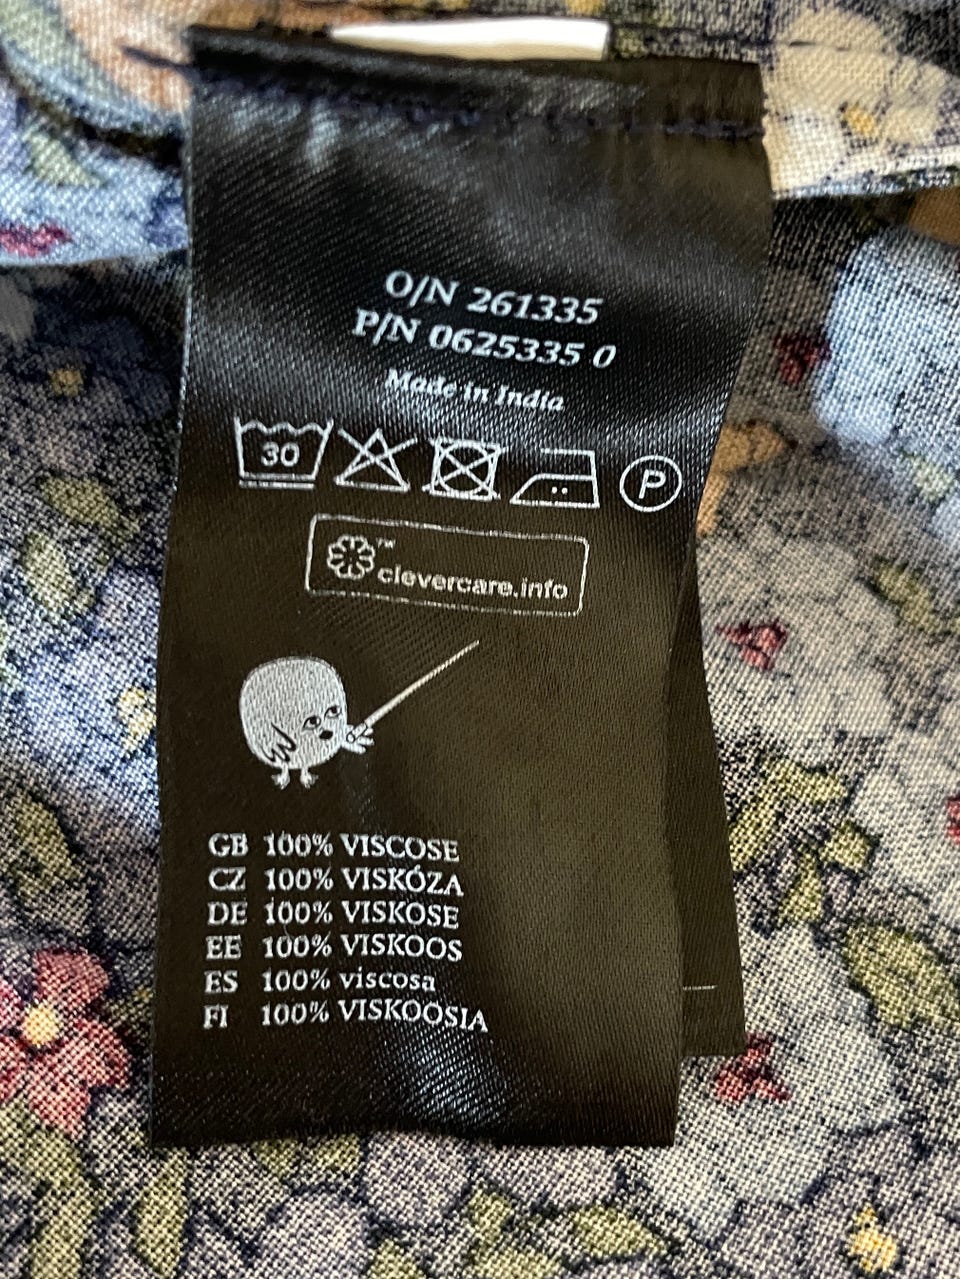 O/N 261335
P/N 0625335 0
Made in India
30 P
™
clevercare.info
GB 100% VISCOSE
CZ 100% VISKÓZA
DE 100% VISKOSE
EE 100% VISKOOS
ES 100% viscosa
FI 100% VISKOOSIA